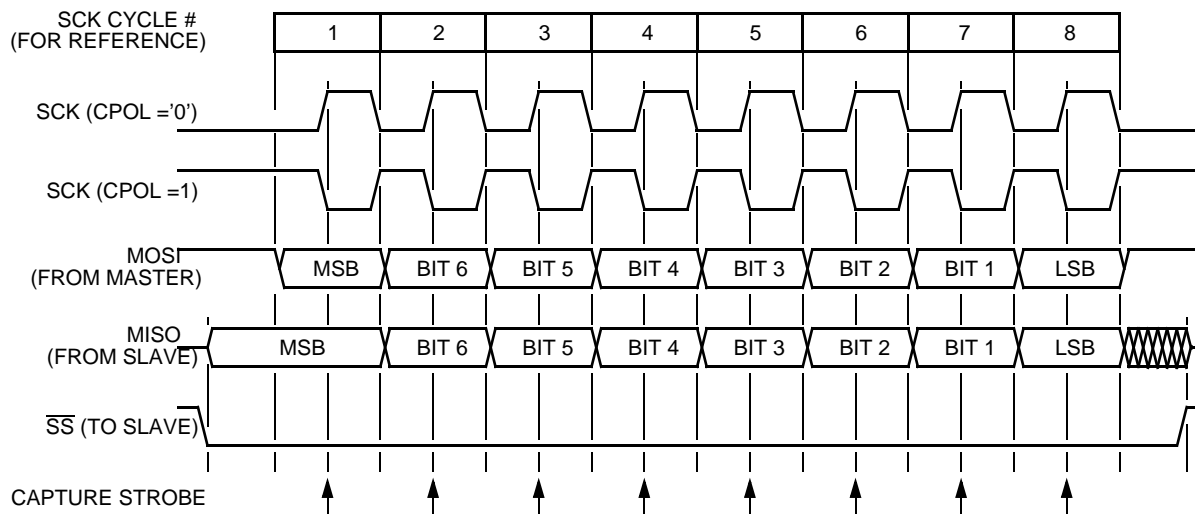 SCK CYCLE #
(FOR REFERENCE)
1 2 3 4 5 6 7 8
SCK (CPOL ='0')
SCK (CPOL =1)
MOSI
(FROM MASTER)
MSB BIT 6 BIT 5 BIT 4 BIT 3 BIT 2 BIT 1 LSB
MISO
(FROM SLAVE)
MSB BIT 6 BIT 5 BIT 4 BIT 3 BIT 2 BIT 1 LSB
SS (TO SLAVE)
CAPTURE STROBE